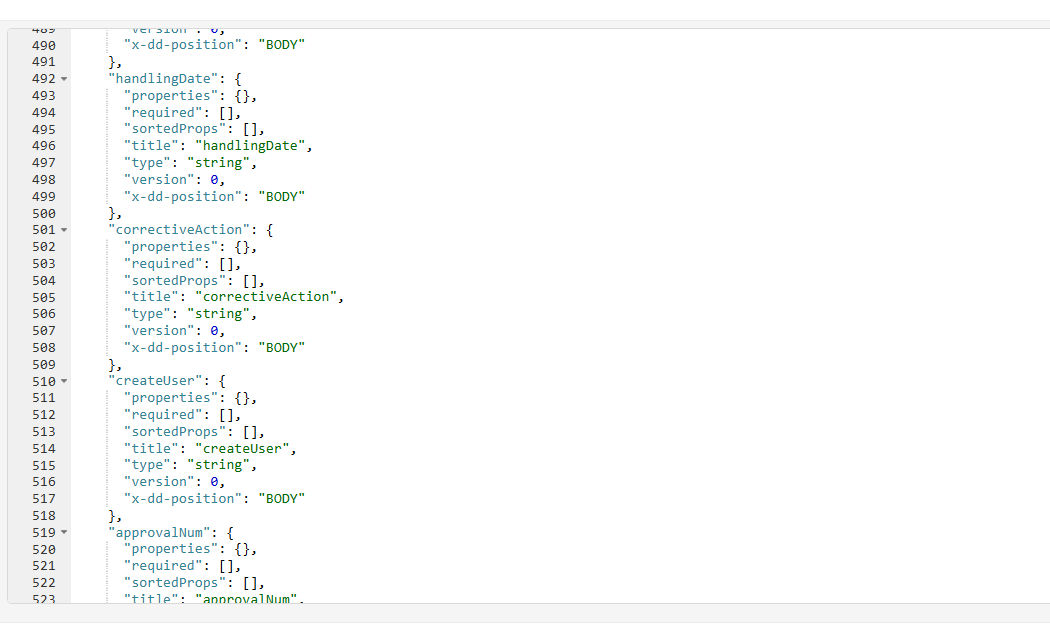 489 "version": 0,
490 "x-dd-position": "BODY"
491 },
492 "handlingDate": {
493 "properties": {},
494 "required": [],
495 "sortedProps": [],
496 "title": "handlingDate",
497 "type": "string",
498 "version": 0,
499 "x-dd-position": "BODY"
500 },
501 "correctiveAction": {
502 "properties": {},
503 "required": [],
504 "sortedProps": [],
505 "title": "correctiveAction",
506 "type": "string",
507 "version": 0,
508 "x-dd-position": "BODY"
509 },
510 "createUser": {
511 "properties": {},
512 "required": [],
513 "sortedProps": [],
514 "title": "createUser",
515 "type": "string",
516 "version": 0,
517 "x-dd-position": "BODY"
518 },
519 "approvalNum": {
520 "properties": {},
521 "required": [],
522 "sortedProps": [],
523 "title": "approvalNum",